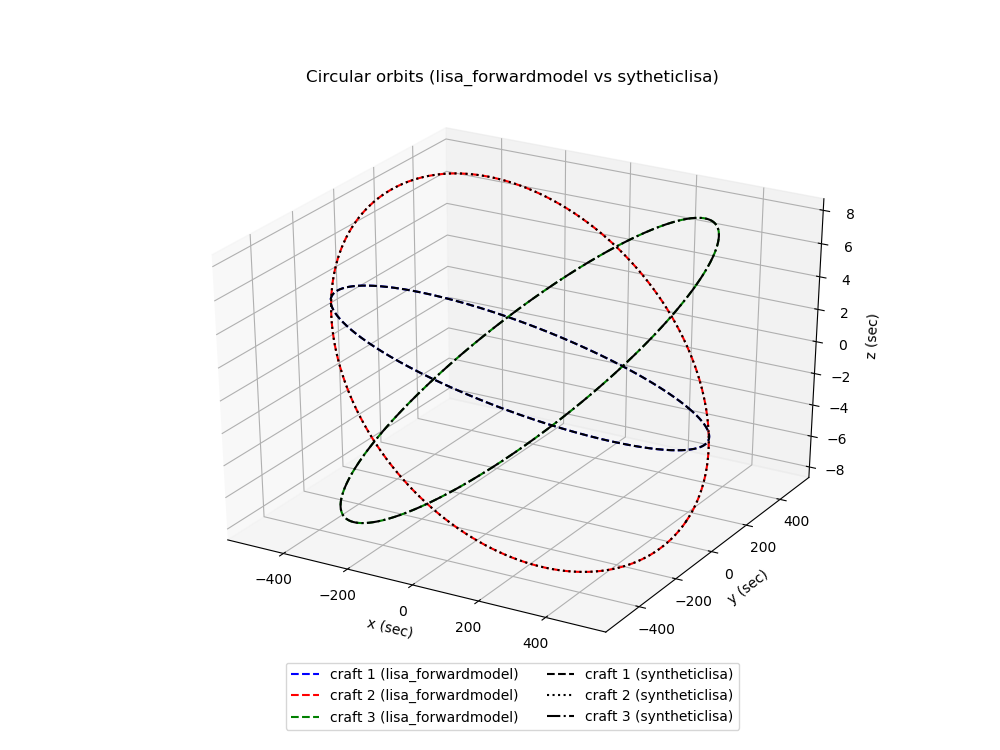 Circular orbits (lisa_forwardmodel vs sytheticlisa)
8
6
4
2
0
−2
−4
−6
−8
z (sec)
−400
−200
0
200
400
x (sec)
400
200
0
−200
−400
y (sec)
craft 1 (lisa_forwardmodel)
craft 2 (lisa_forwardmodel)
craft 3 (lisa_forwardmodel)
craft 1 (syntheticlisa)
craft 2 (syntheticlisa)
craft 3 (syntheticlisa)